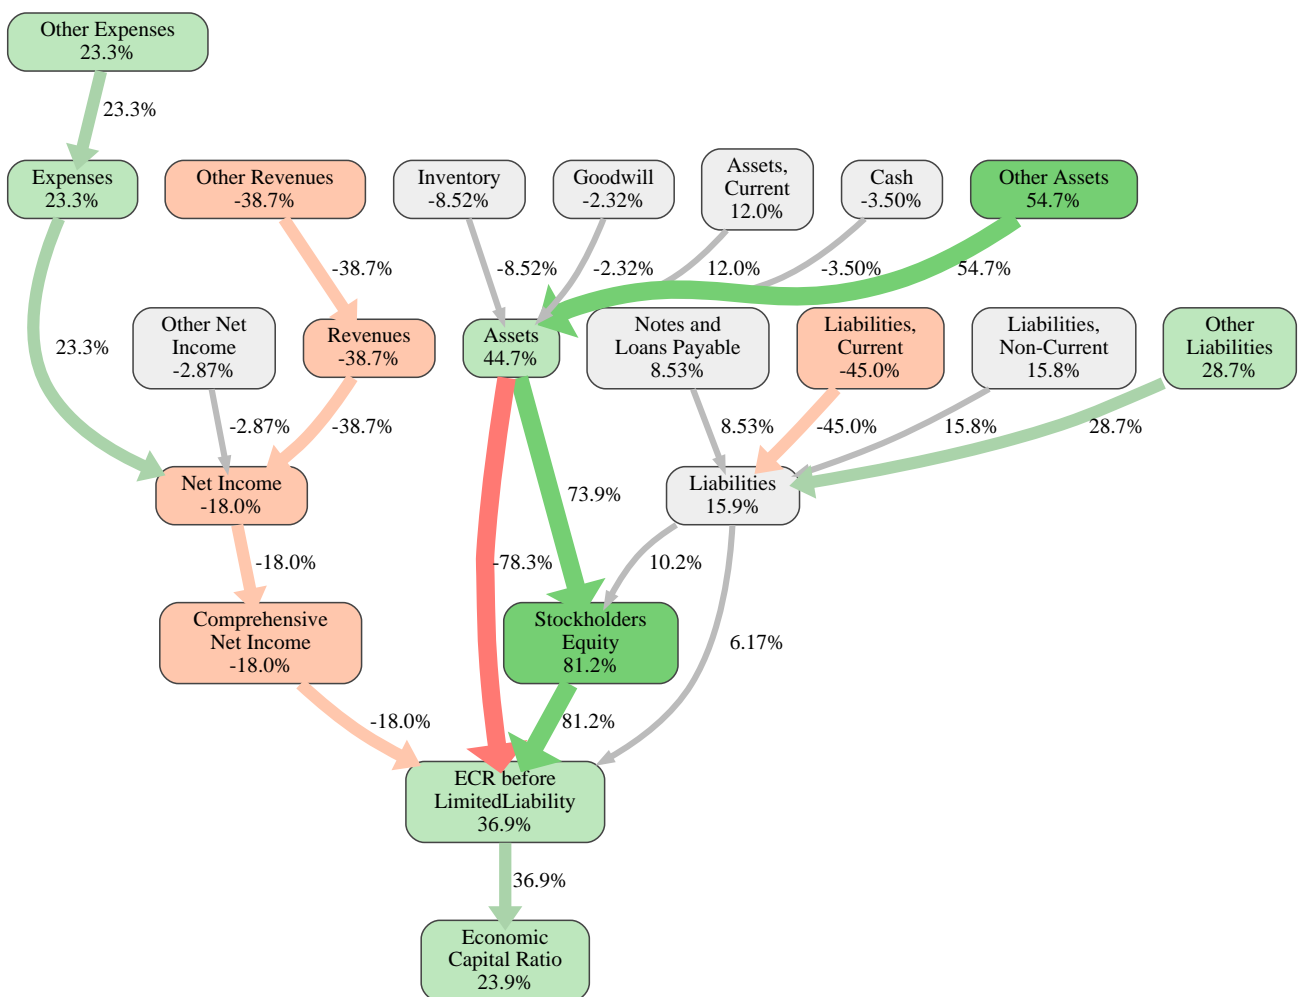 Other Expenses
23.3%
23.3%
Expenses
23.3%
Other Revenues
-38.7%
Inventory
-8.52%
Goodwill
-2.32%
Assets,
Current
12.0%
Cash
-3.50%
Other Assets
54.7%
-38.7%
-8.52%
-2.32%
12.0%
-3.50%
54.7%
23.3%
Other Net
Income
-2.87%
Revenues
-38.7%
Assets
44.7%
Notes and
Loans Payable
8.53%
Liabilities,
Current
-45.0%
Liabilities,
Non-Current
15.8%
Other
Liabilities
28.7%
-2.87%
-38.7%
8.53%
-45.0%
15.8%
28.7%
Net Income
-18.0%
73.9%
Liabilities
15.9%
-18.0%
-78.3%
10.2%
Comprehensive
Net Income
-18.0%
Stockholders
Equity
81.2%
6.17%
-18.0%
81.2%
ECR before
LimitedLiability
36.9%
36.9%
Economic
Capital Ratio
23.9%